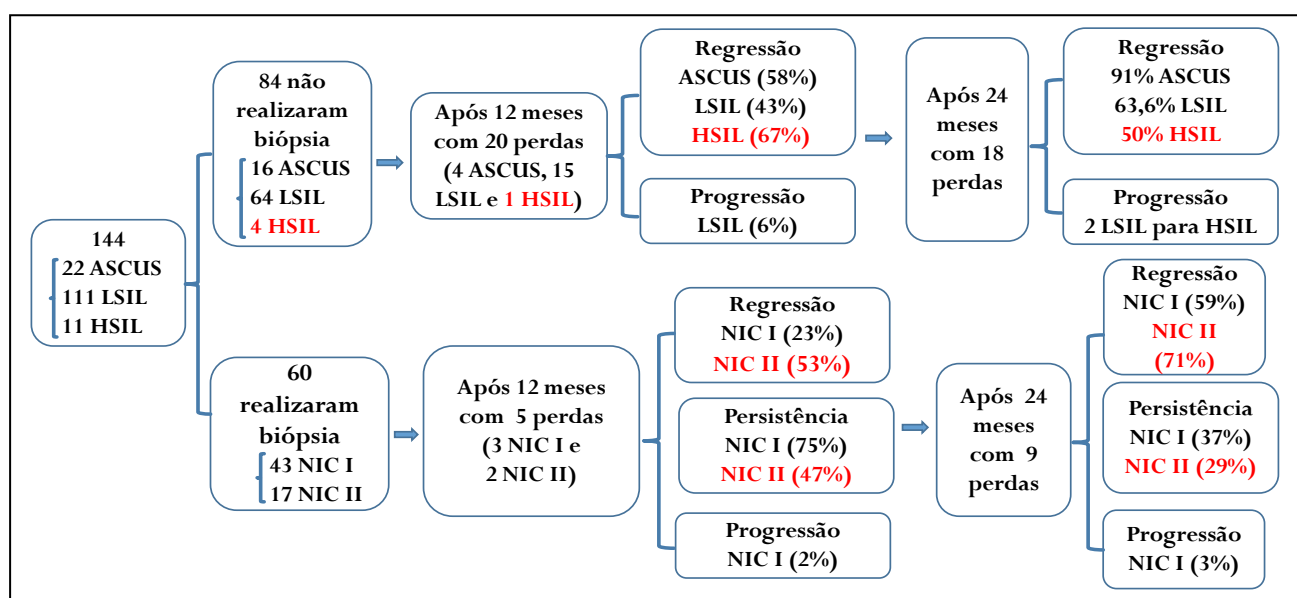 144
22 ASCUS
111 LSIL
11 HSIL
84 não
realizaram
biópsia
16 ASCUS
64 LSIL
4 HSIL
Após 12 meses
com 20 perdas
(4 ASCUS, 15
LSIL e 1 HSIL)
Regressão
ASCUS (58%)
LSIL (43%)
HSIL (67%)
Progressão
LSIL (6%)
Após 24
meses
com 18
perdas
Regressão
91% ASCUS
63,6% LSIL
50% HSIL
Progressão
2 LSIL para HSIL
60
realizaram
biópsia
43 NIC I
17 NIC II
Após 12 meses
com 5 perdas
(3 NIC I e
2 NIC II)
Regressão
NIC I (23%)
NIC II (53%)
Persistência
NIC I (75%)
NIC II (47%)
Progressão
NIC I (2%)
Após 24
meses
com 9
perdas
Regressão
NIC I (59%)
NIC II
(71%)
Persistência
NIC I (37%)
NIC II (29%)
Progressão
NIC I (3%)